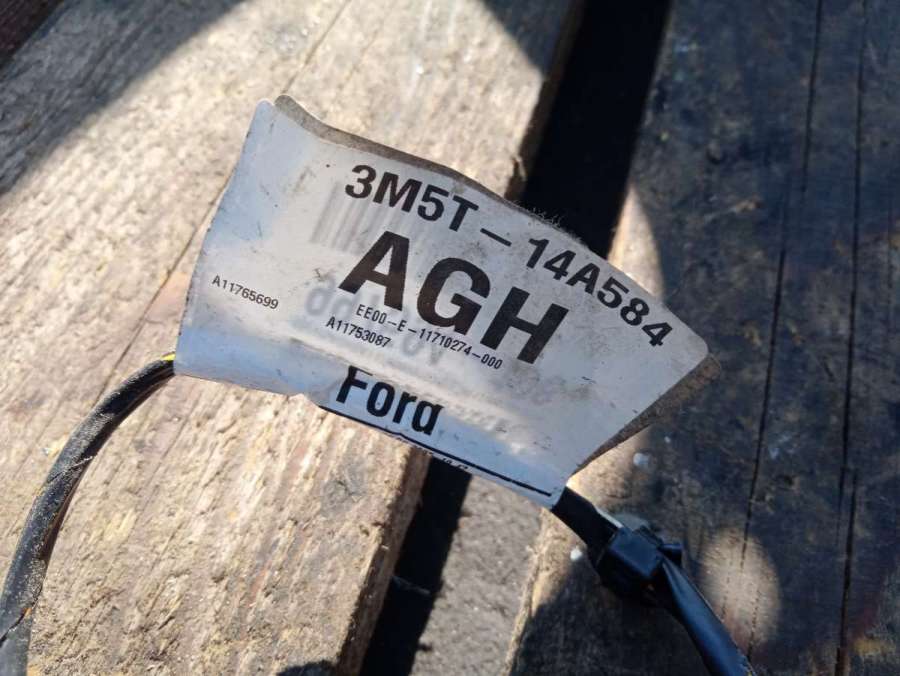 3M5T-14A584
AGH
A11765699
EE00-E-11710274-000
A11753087
Ford